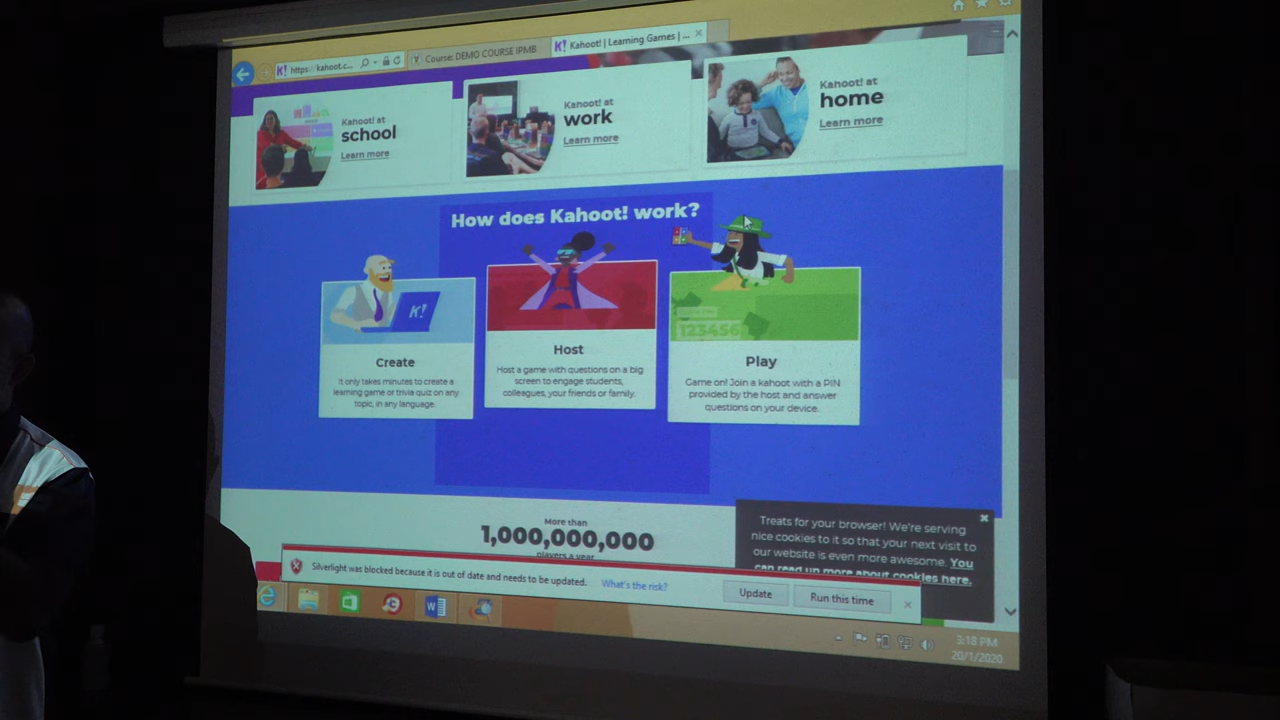 K! https://kahoot.c...
Course: DEMO COURSE IPMB
K! Kahoot! | Learning Games | ...
Kahoot! at
school
Learn more
Kahoot! at
work
Learn more
Kahoot! at
home
Learn more
How does Kahoot! work?
K!
123456
Create
It only takes minutes to create a
learning game or trivia quiz on any
topic, in any language.
Host
Host a game with questions on a big
screen to engage students,
colleagues, your friends or family.
Play
Game on! Join a kahoot with a PIN
provided by the host and answer
questions on your device.
More than
1,000,000,000
players a year
Treats for your browser! We're serving
nice cookies to it so that your next visit to
our website is even more awesome. You
can read up more about cookies here.
Silverlight was blocked because it is out of date and needs to be updated.
What's the risk?
Update
Run this time
3:18 PM
20/1/2020